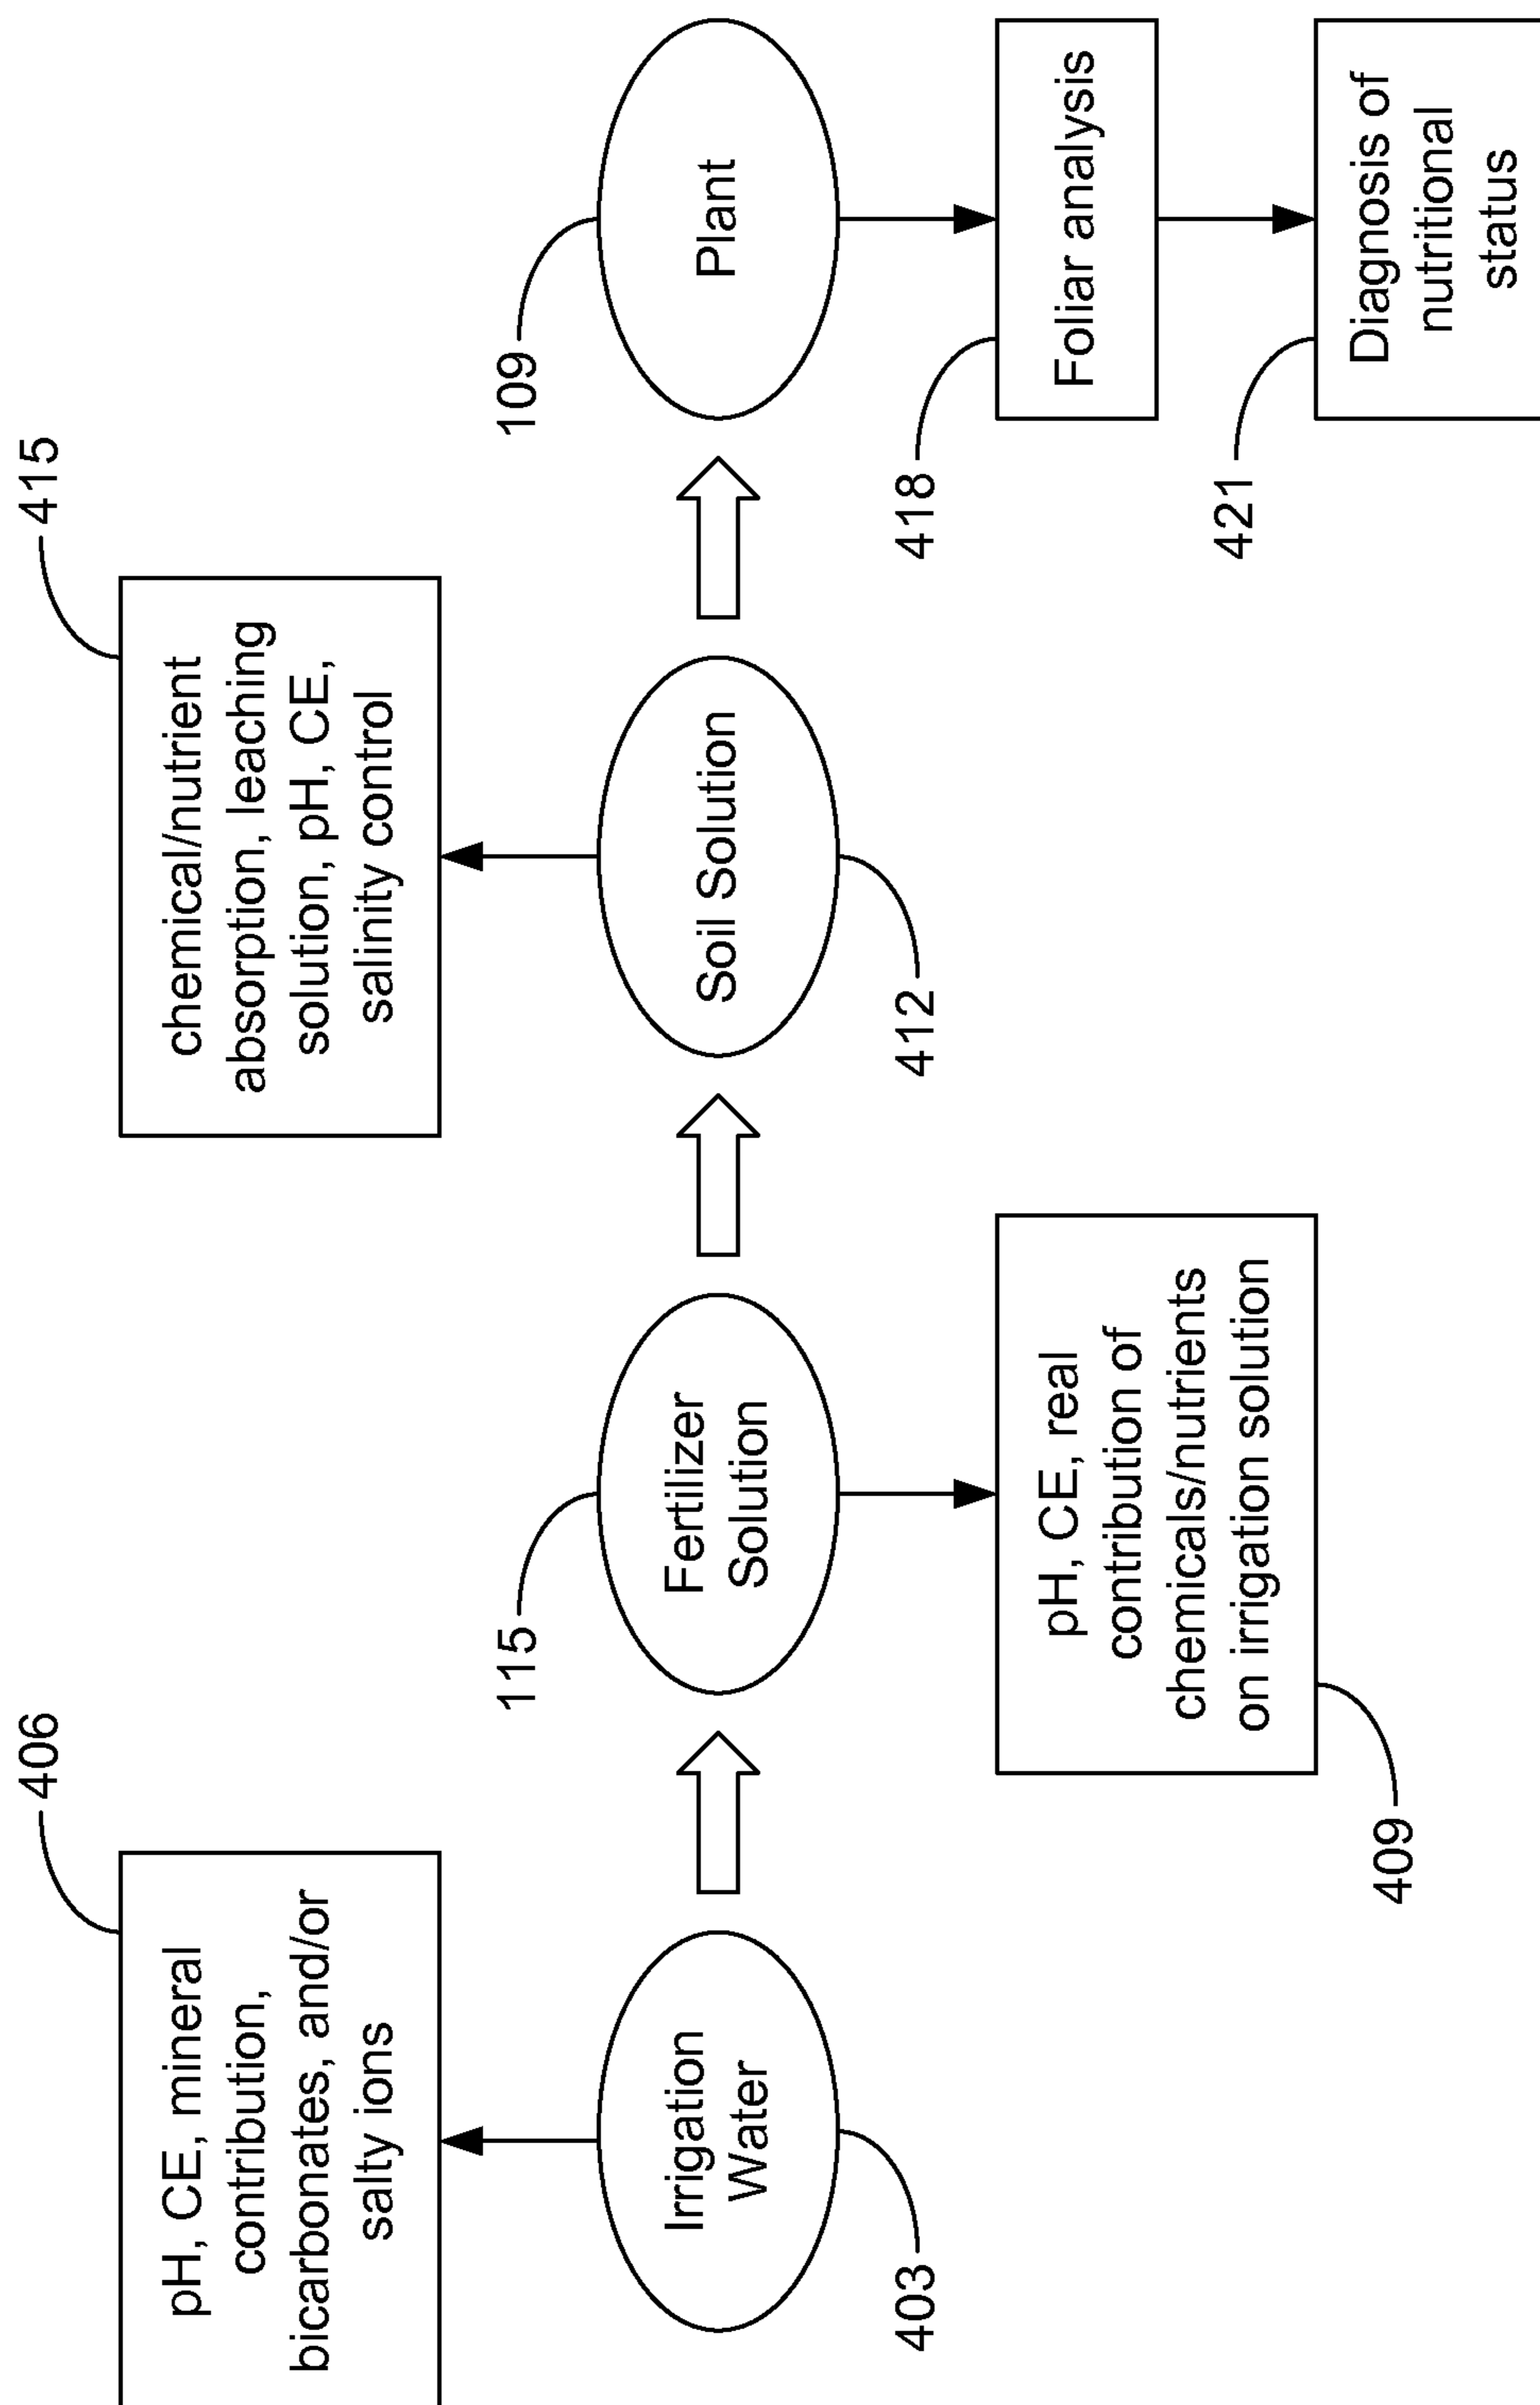 406
pH, CE, mineral
contribution,
bicarbonates, and/or
salty ions
415
chemical/nutrient
absorption, leaching
solution, pH, CE,
salinity control
403
Irrigation
Water
115
Fertilizer
Solution
412
Soil Solution
109
Plant
409
pH, CE, real
contribution of
chemicals/nutrients
on irrigation solution
418
Foliar analysis
421
Diagnosis of
nutritional
status